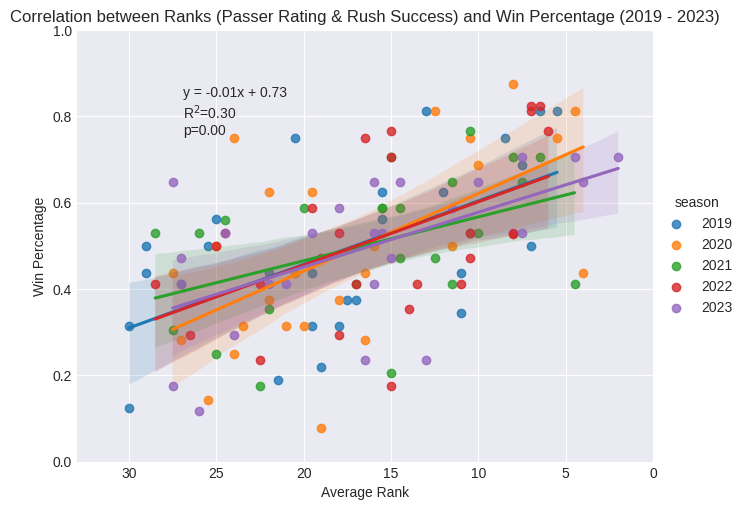 Correlation between Ranks (Passer Rating & Rush Success) and Win Percentage (2019 - 2023)
1.0
0.8
0.6
0.4
0.2
0.0
Win Percentage
y = -0.01x + 0.73
R²=0.30
p=0.00
season
2019
2020
2021
2022
2023
30 25 20 15 10 5 0
Average Rank